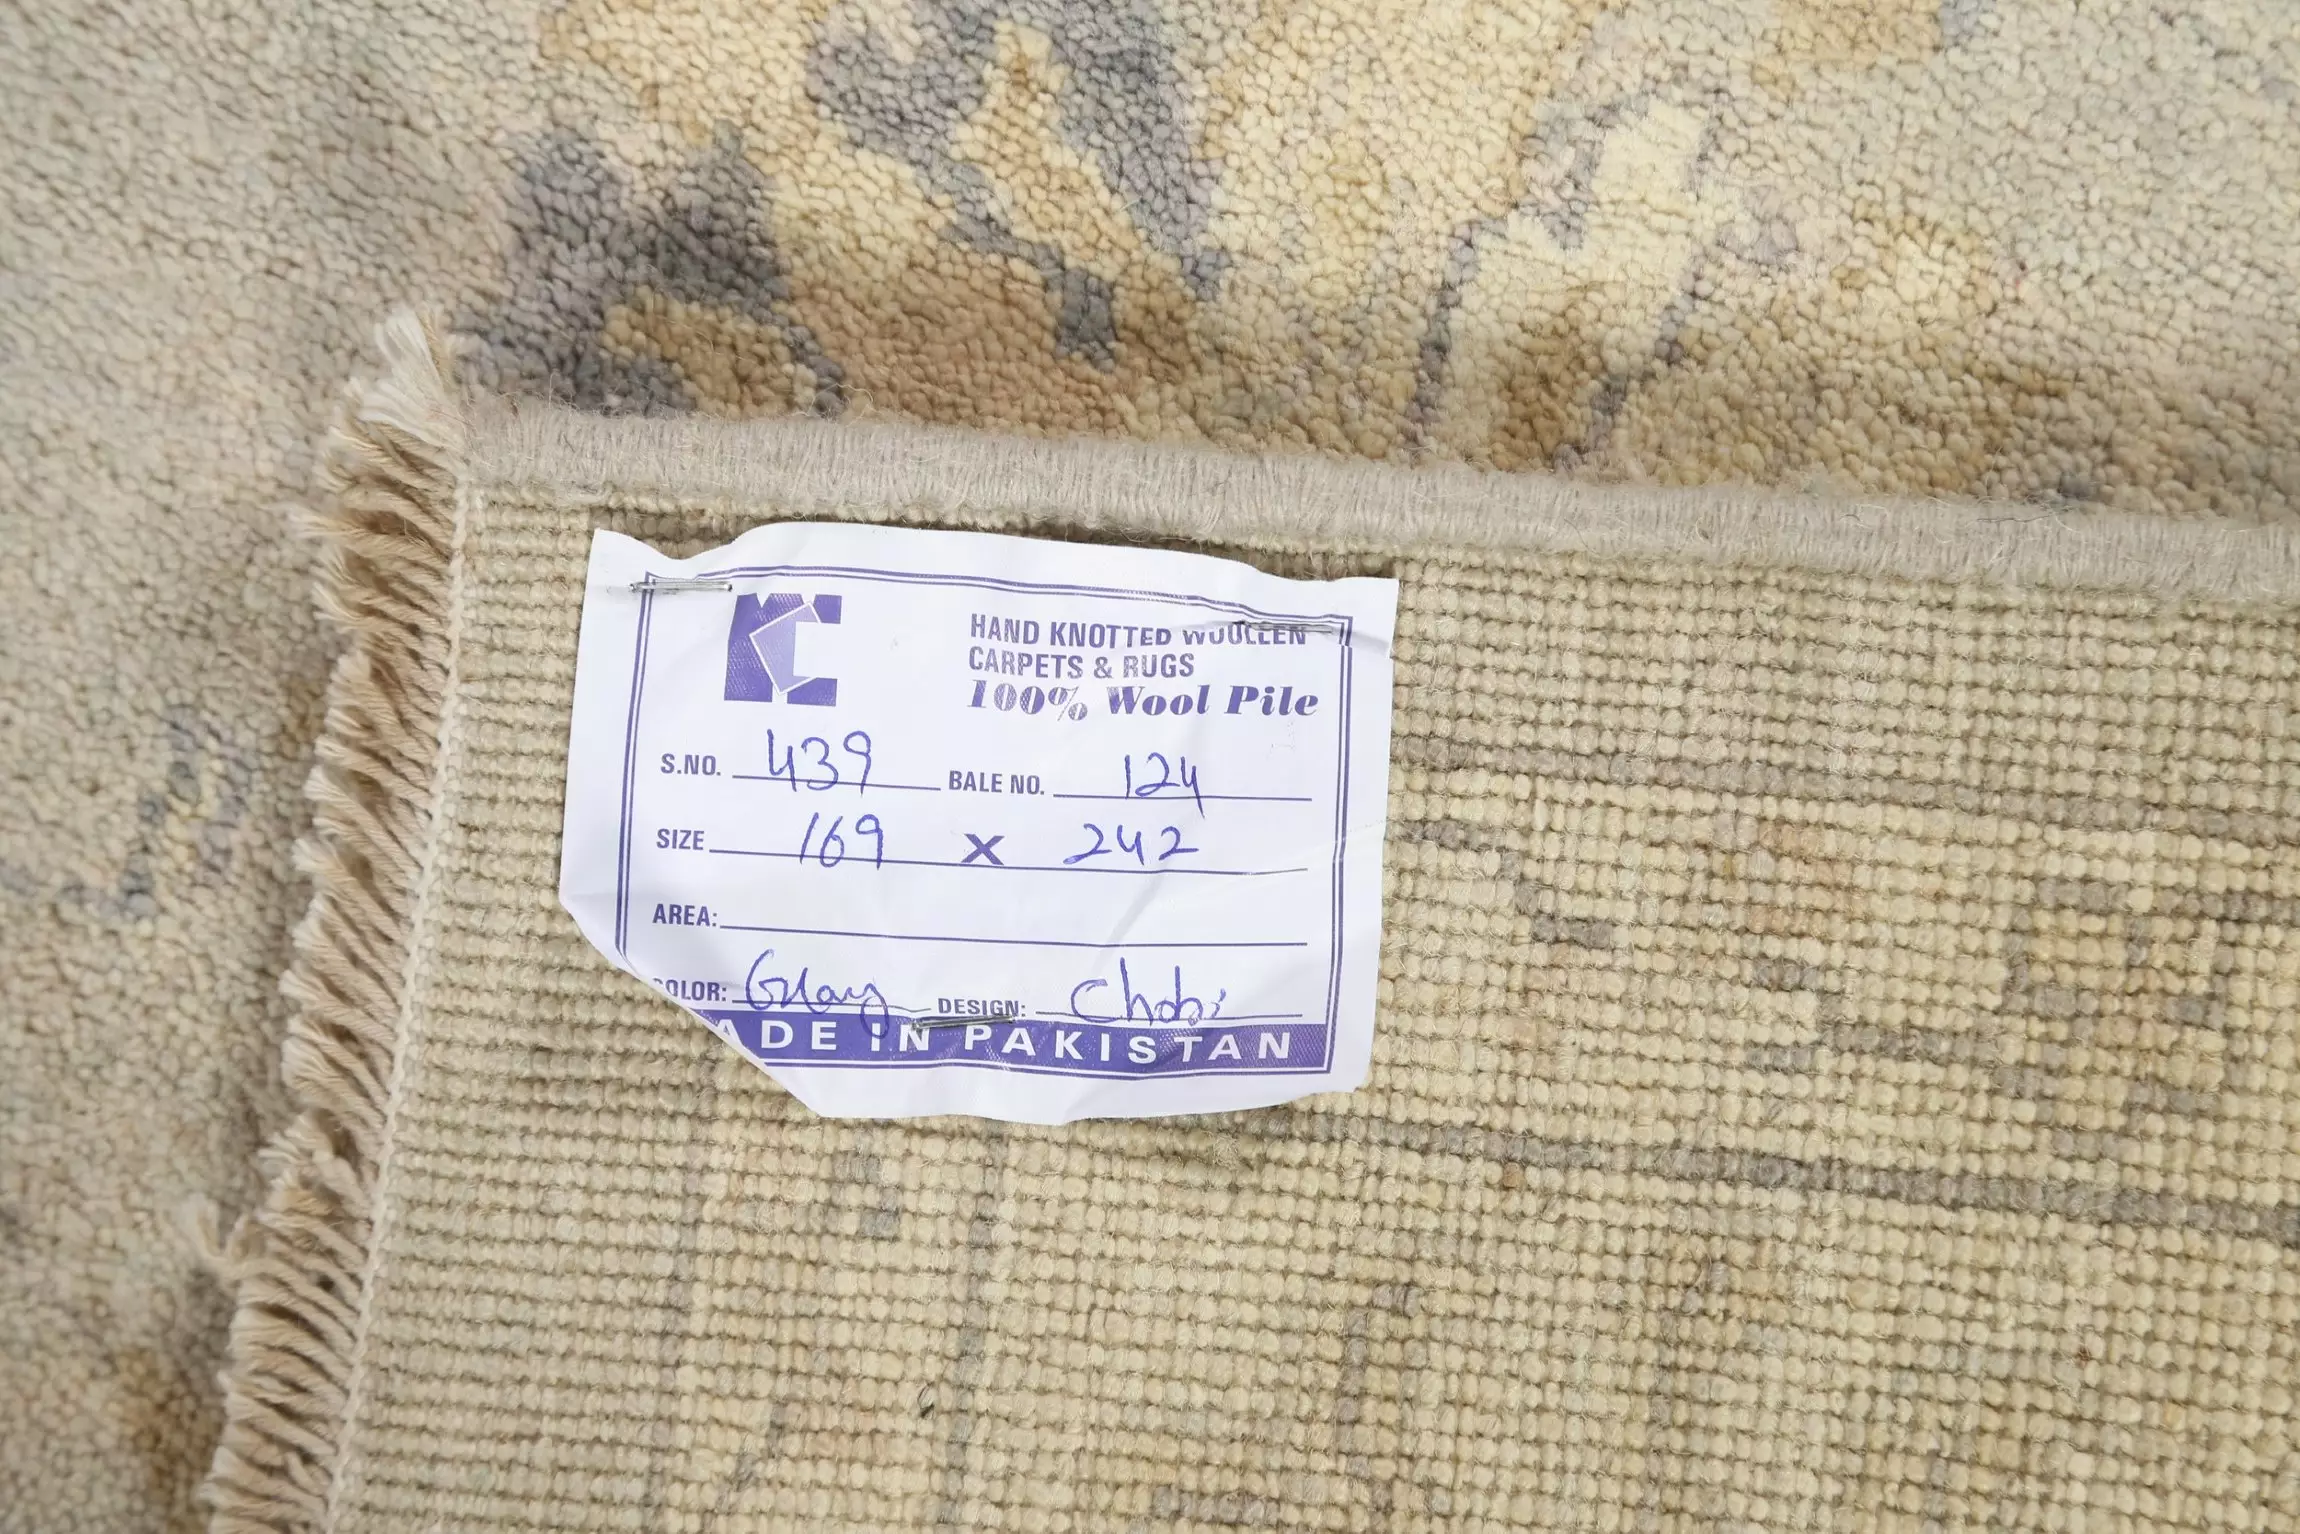 KC
HAND KNOTTED WOOLLEN
CARPETS & RUGS
100% Wool Pile
S.NO. 439 BALE NO. 124
SIZE 169 X 242
AREA:
COLOR: Gray DESIGN: Chobi
ADE IN PAKISTAN